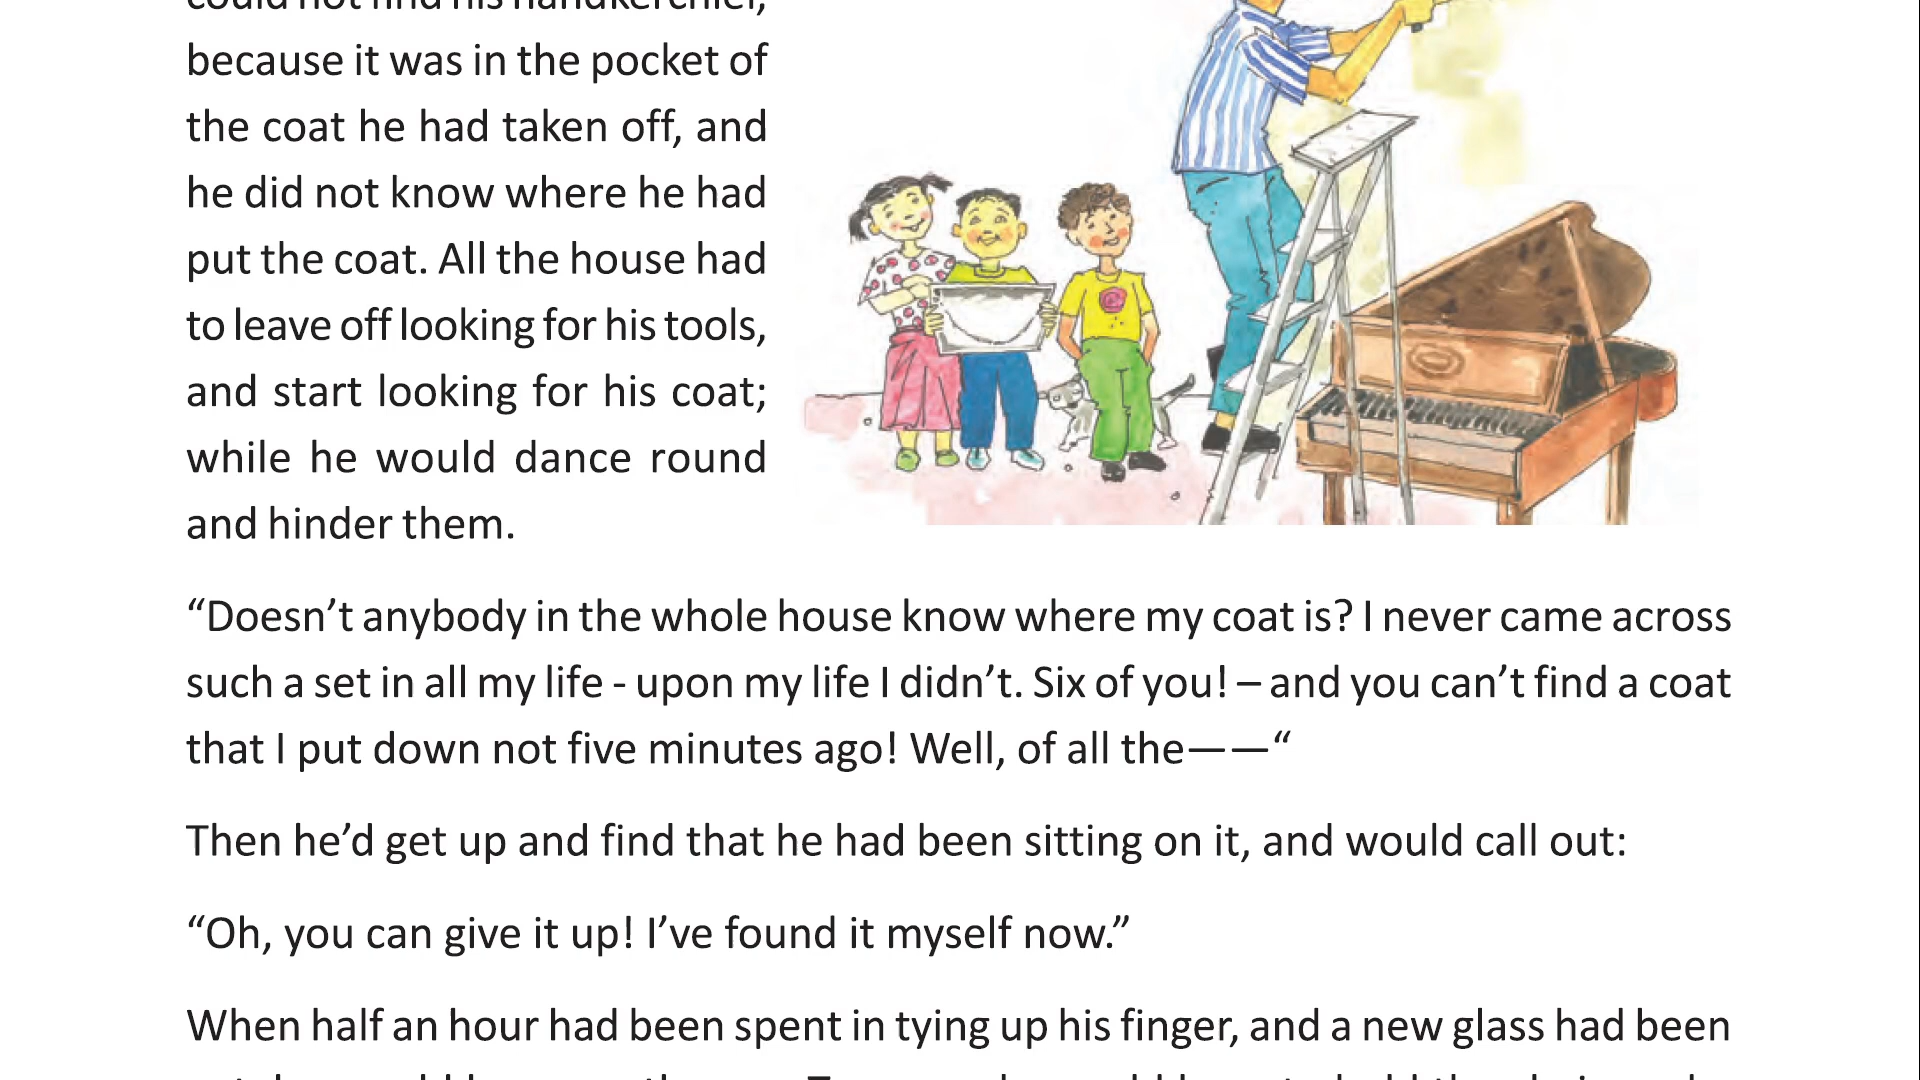 could not find his handkerchief,
because it was in the pocket of
the coat he had taken off, and
he did not know where he had
put the coat. All the house had
to leave off looking for his tools,
and start looking for his coat;
while he would dance round
and hinder them.
“Doesn’t anybody in the whole house know where my coat is? I never came across
such a set in all my life - upon my life I didn’t. Six of you! – and you can’t find a coat
that I put down not five minutes ago! Well, of all the——“
Then he’d get up and find that he had been sitting on it, and would call out:
“Oh, you can give it up! I’ve found it myself now.”
When half an hour had been spent in tying up his finger, and a new glass had been